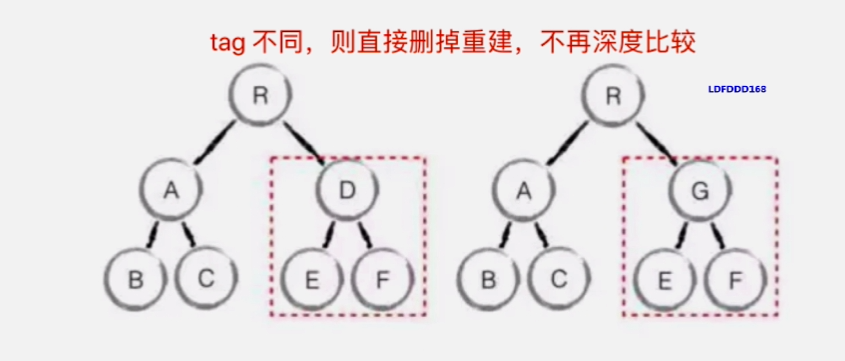 tag 不同，则直接删掉重建，不再深度比较
LDFDDD168
R R
A D A G
B C E F B C E F